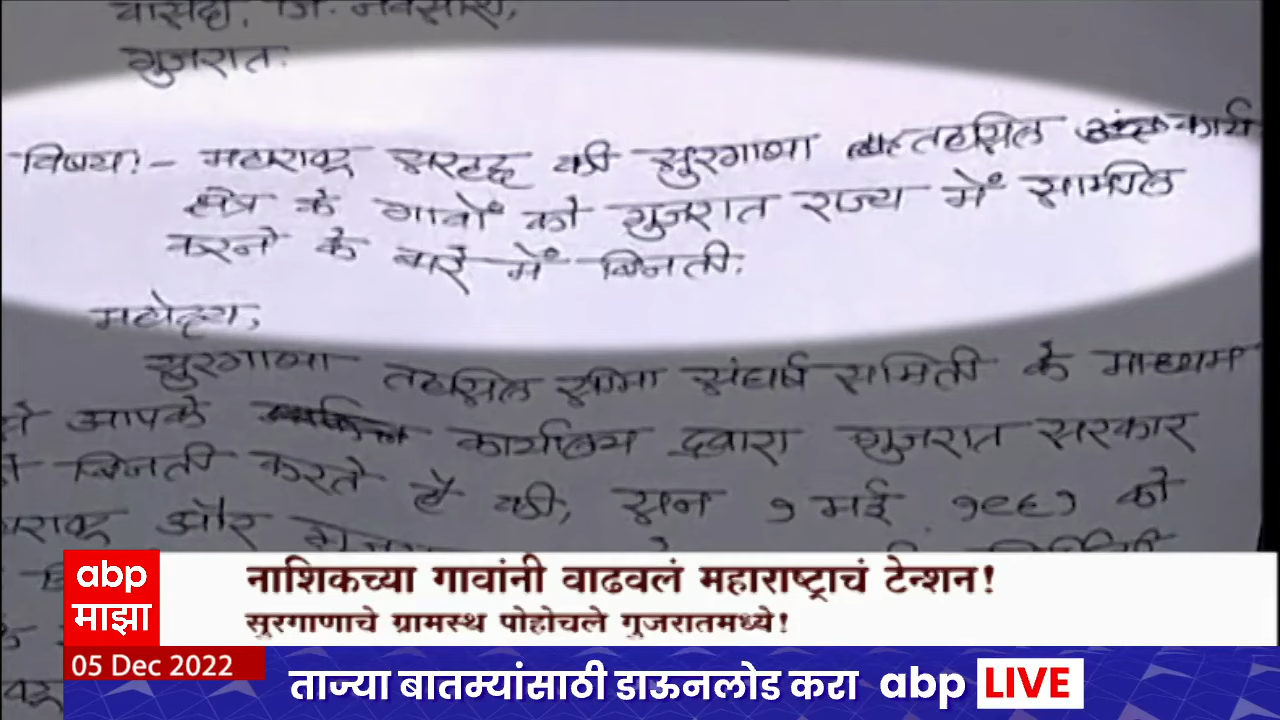 गुजरात.
विषय:- महाराष्ट्र सरहद्द की सुरगाणा तहसिल कार्य
क्षेत्र के गावों को गुजरात राज्य में सामील
करने के बारे में बिनती.
महोदय,
सुरगाणा तहसिल सीमा संघर्ष समिती के माध्यम
से आपके कार्यालय द्वारा गुजरात सरकार
बिनती करते है की, सन १ मई १९६१ को
और
abp
माझा
नाशिकच्या गावांनी वाढवलं महाराष्ट्राचं टेन्शन!
सुरगाणाचे ग्रामस्थ पोहोचले गुजरातमध्ये!
05 Dec 2022
ताज्या बातम्यांसाठी डाऊनलोड करा abp LIVE